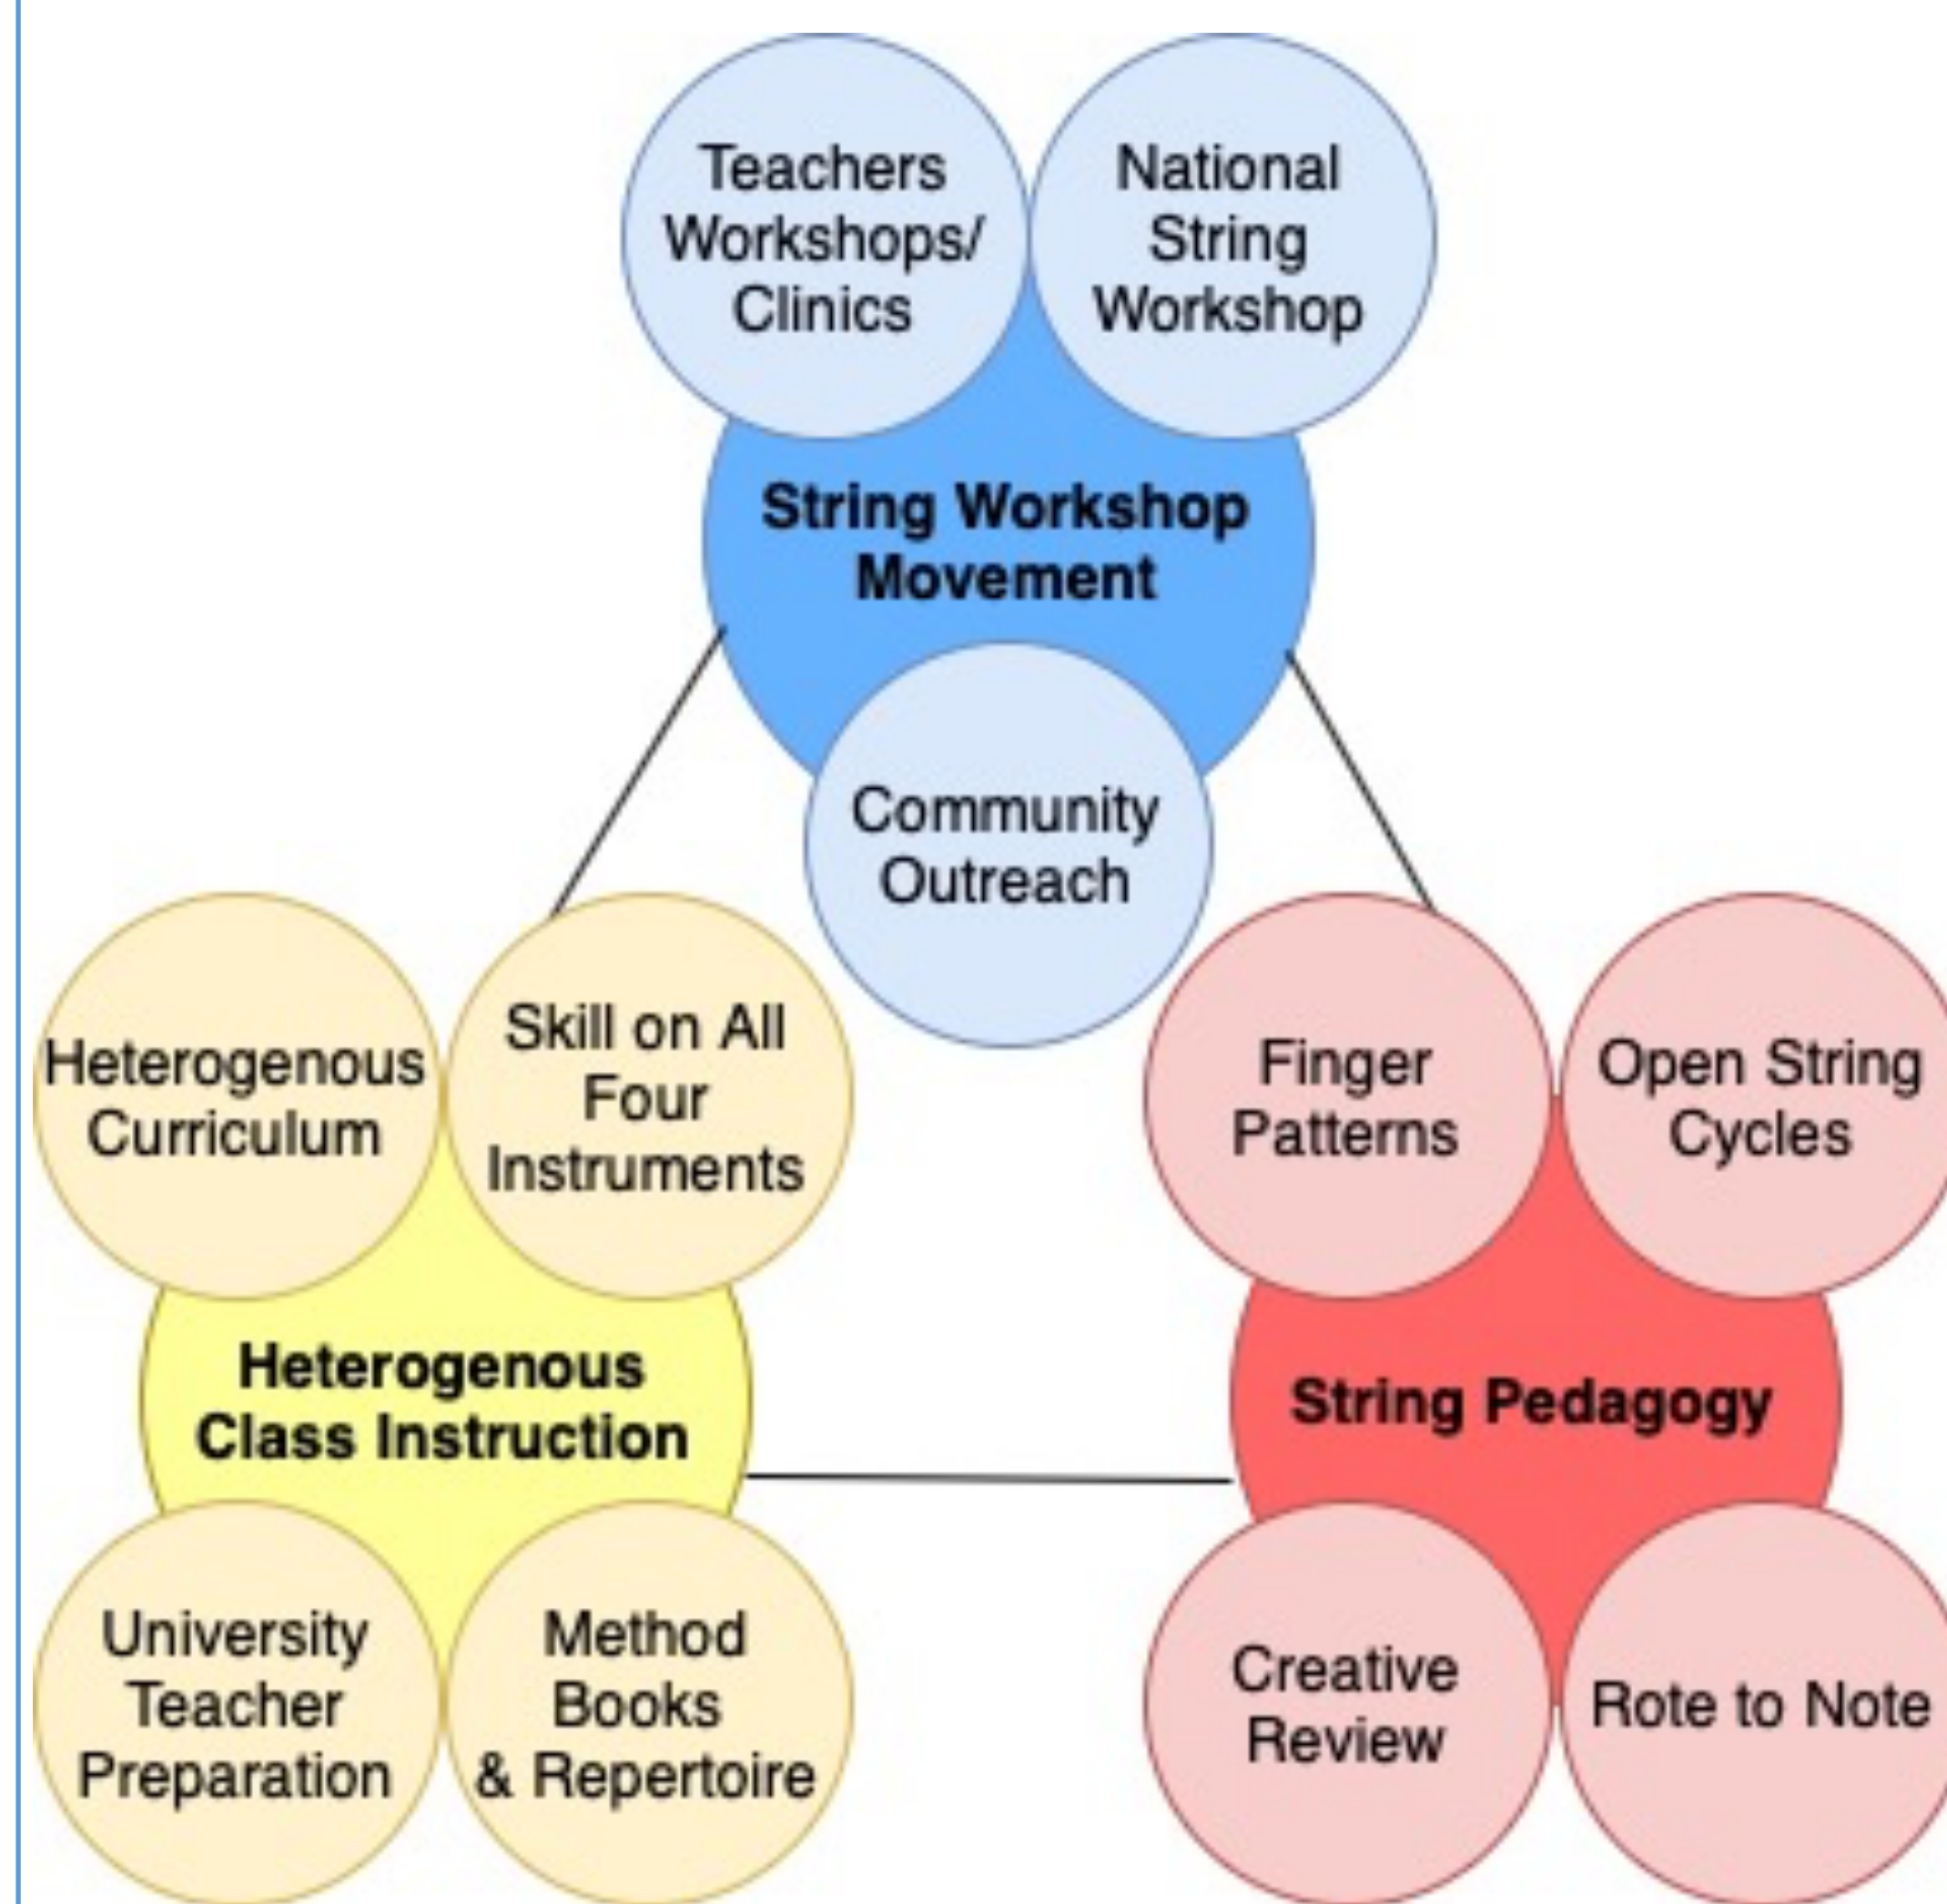 Teachers
Workshops/
Clinics
National
String
Workshop
String Workshop
Movement
Community
Outreach
Heterogenous
Curriculum
Skill on All
Four
Instruments
Heterogenous
Class Instruction
University
Teacher
Preparation
Method
Books
& Repertoire
Finger
Patterns
Open String
Cycles
String Pedagogy
Creative
Review
Rote to Note